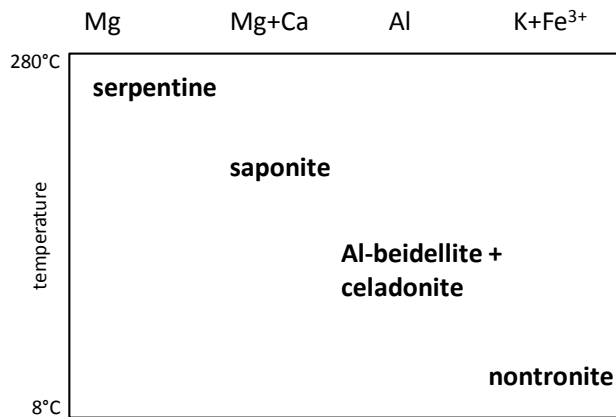 Mg Mg+Ca Al K+Fe³⁺
280°C
serpentine
saponite
temperature
Al-beidellite +
celadonite
nontronite
8°C